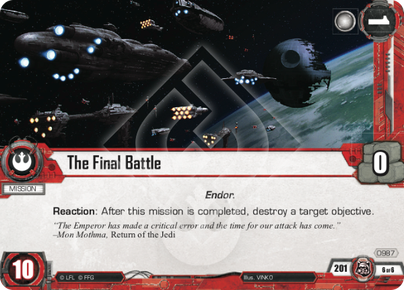 1
The Final Battle
0
MISSION
Endor.
Reaction: After this mission is completed, destroy a target objective.
"The Emperor has made a critical error and the time for our attack has come."
–Mon Mothma, Return of the Jedi
0987
10
© LFL © FFG
Illus. VINKO
201
6 of 6